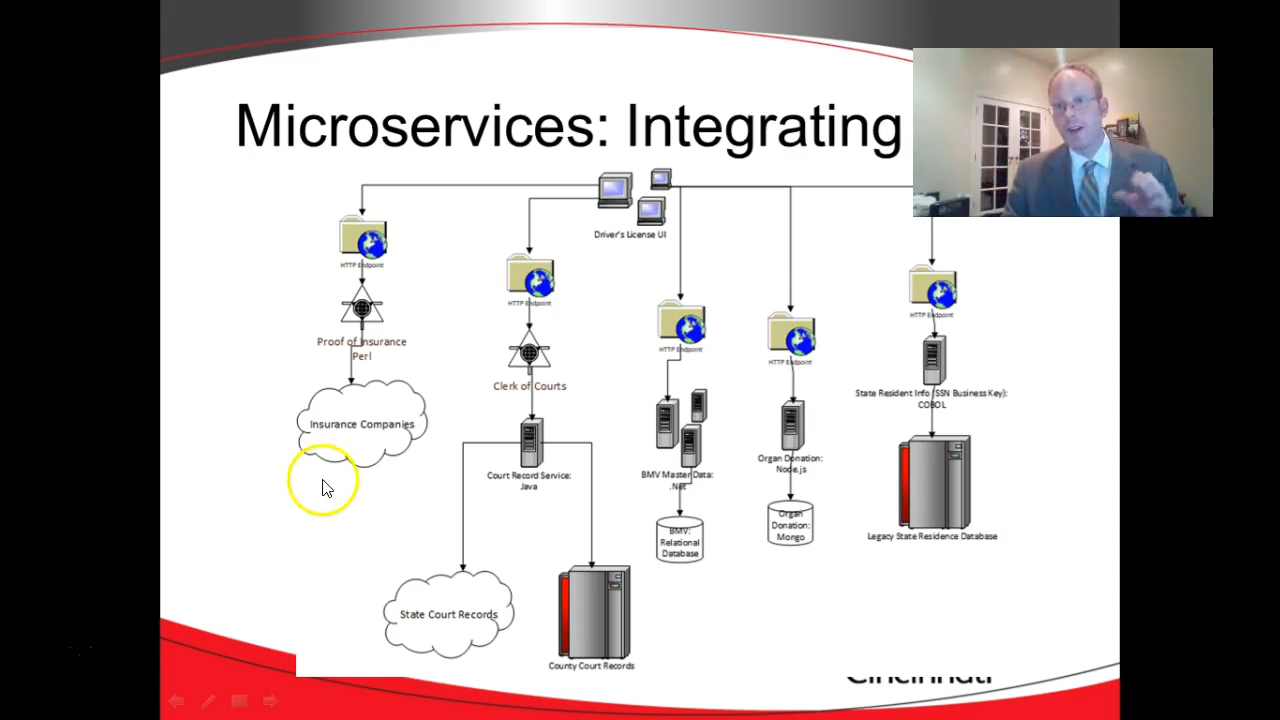 Microservices: Integrating
Driver's License UI
HTTP Endpoint
Proof of Insurance
Perl
Insurance Companies
HTTP Endpoint
Clerk of Courts
Court Record Service:
Java
State Court Records
County Court Records
HTTP Endpoint
BMV Master Data:
.Net
BMV:
Relational
Database
HTTP Endpoint
Organ Donation:
Node.js
Organ
Donation:
Mongo
HTTP Endpoint
State Resident Info (SSN Business Key):
COBOL
Legacy State Residence Database
Cincinnati